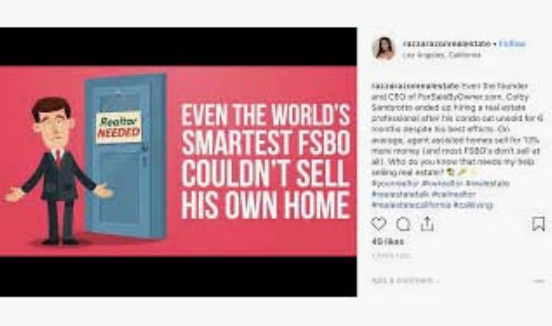 Realtor
NEEDED
EVEN THE WORLD'S
SMARTEST FSBO
COULDN'T SELL
HIS OWN HOME
razzarazonrealestate • Follow
Los Angeles, California
razzarazonrealestate Even the founder
and CEO of ForSaleByOwner.com, Colby
Sambrotto ended up hiring a real estate
professional after his condo sat unsold for 6
months despite his best efforts. On
average, agent assisted homes sell for 13%
more money (and most FSBO's don't sell at
all). Who do you know that needs my help
selling real estate?
#yourrealtor #realestate
#realestatetalk #callrealtor
#realestatecalifornia #caliliving
40 likes
Add a comment...